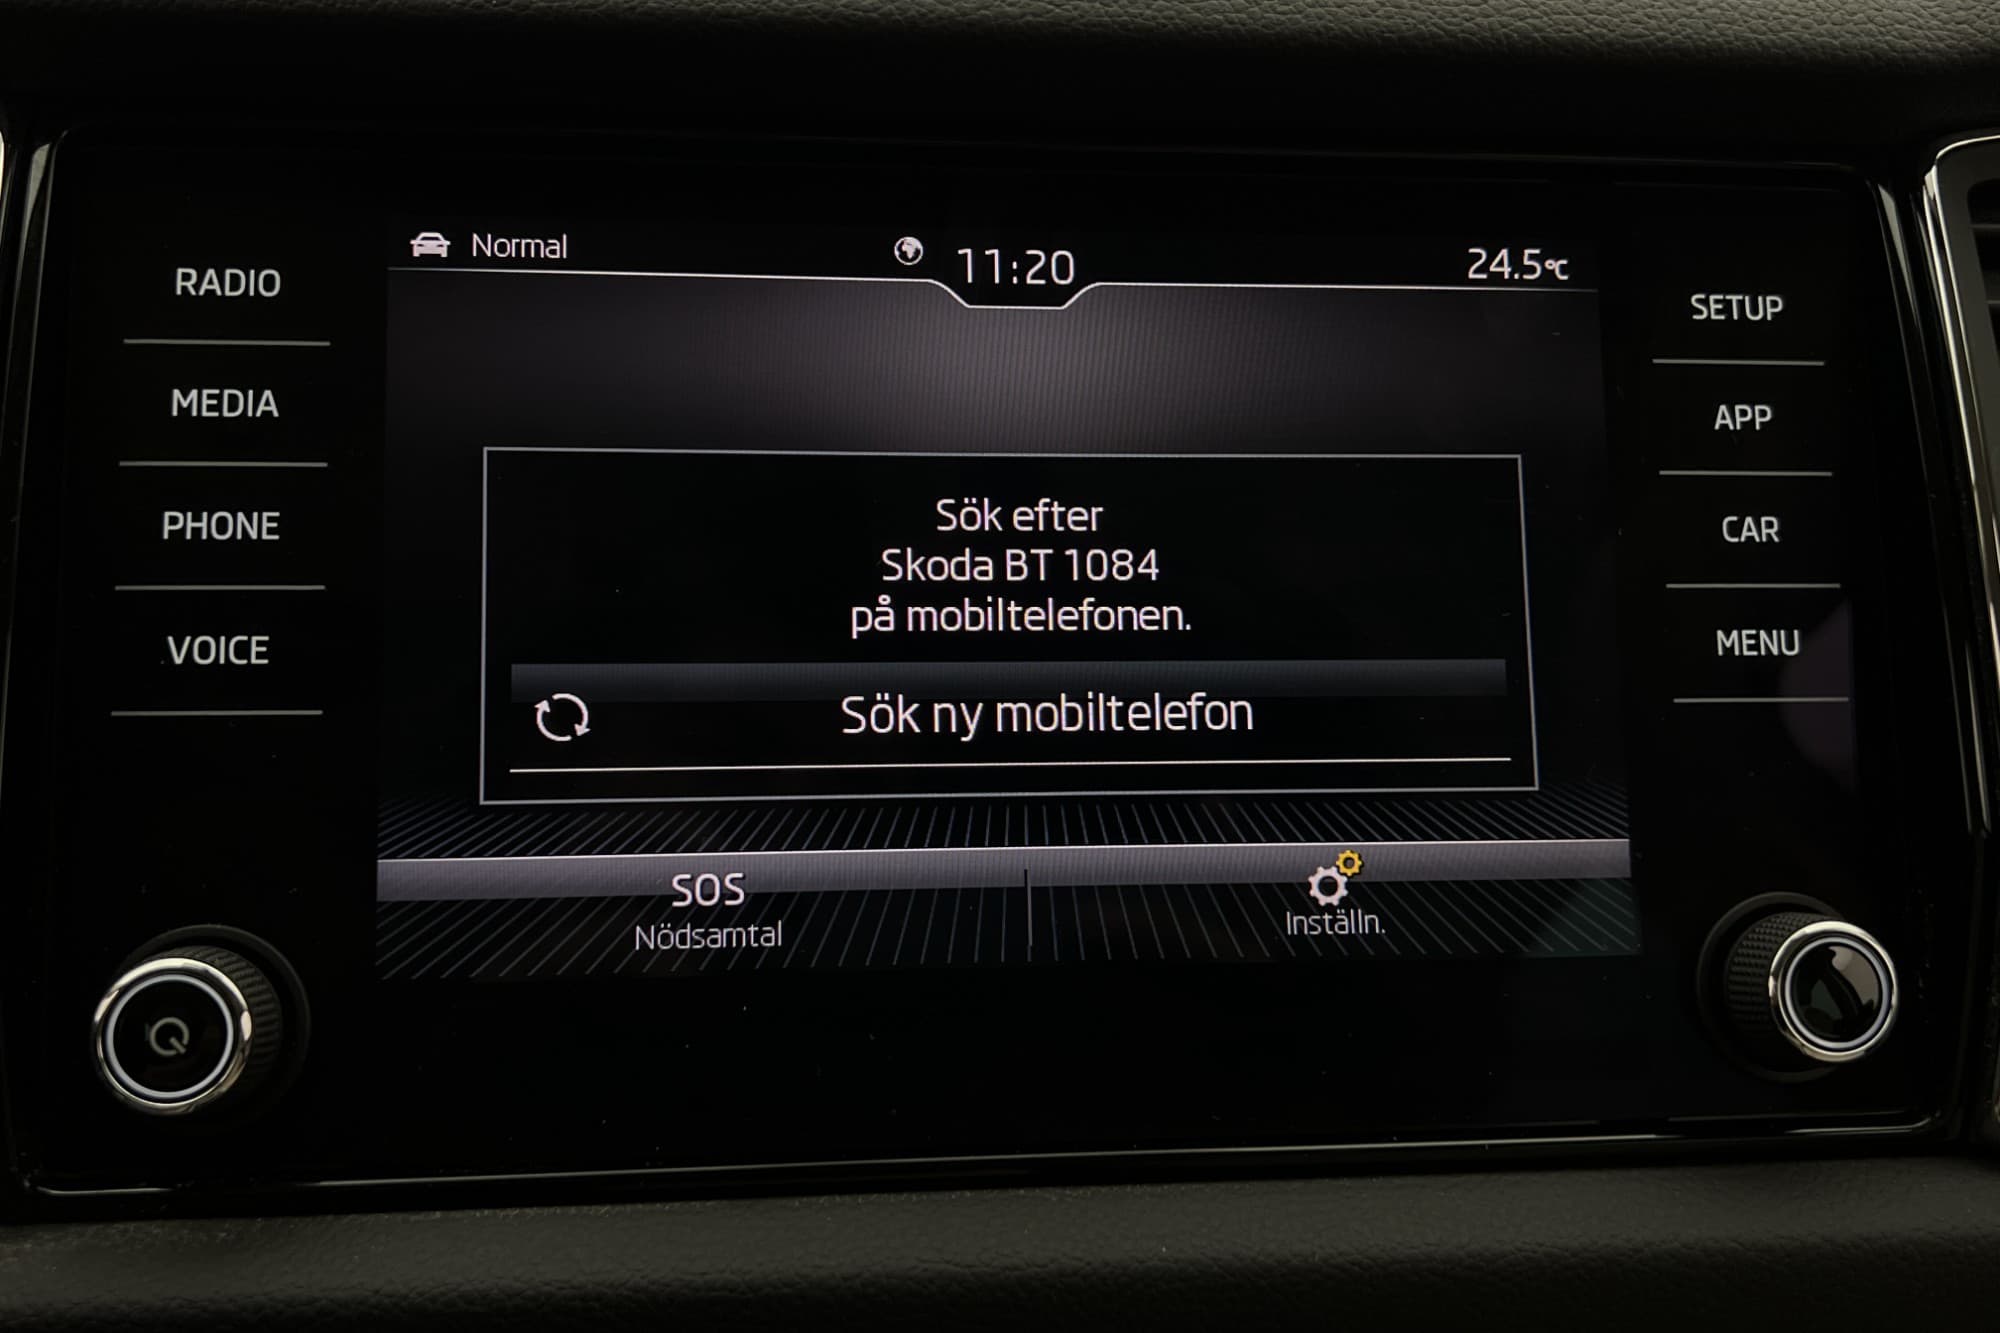 Normal
11:20
24.5°C
RADIO
MEDIA
PHONE
VOICE
SETUP
APP
CAR
MENU
Sök efter
Skoda BT 1084
på mobiltelefonen.
Sök ny mobiltelefon
SOS
Nödsamtal
Inställn.